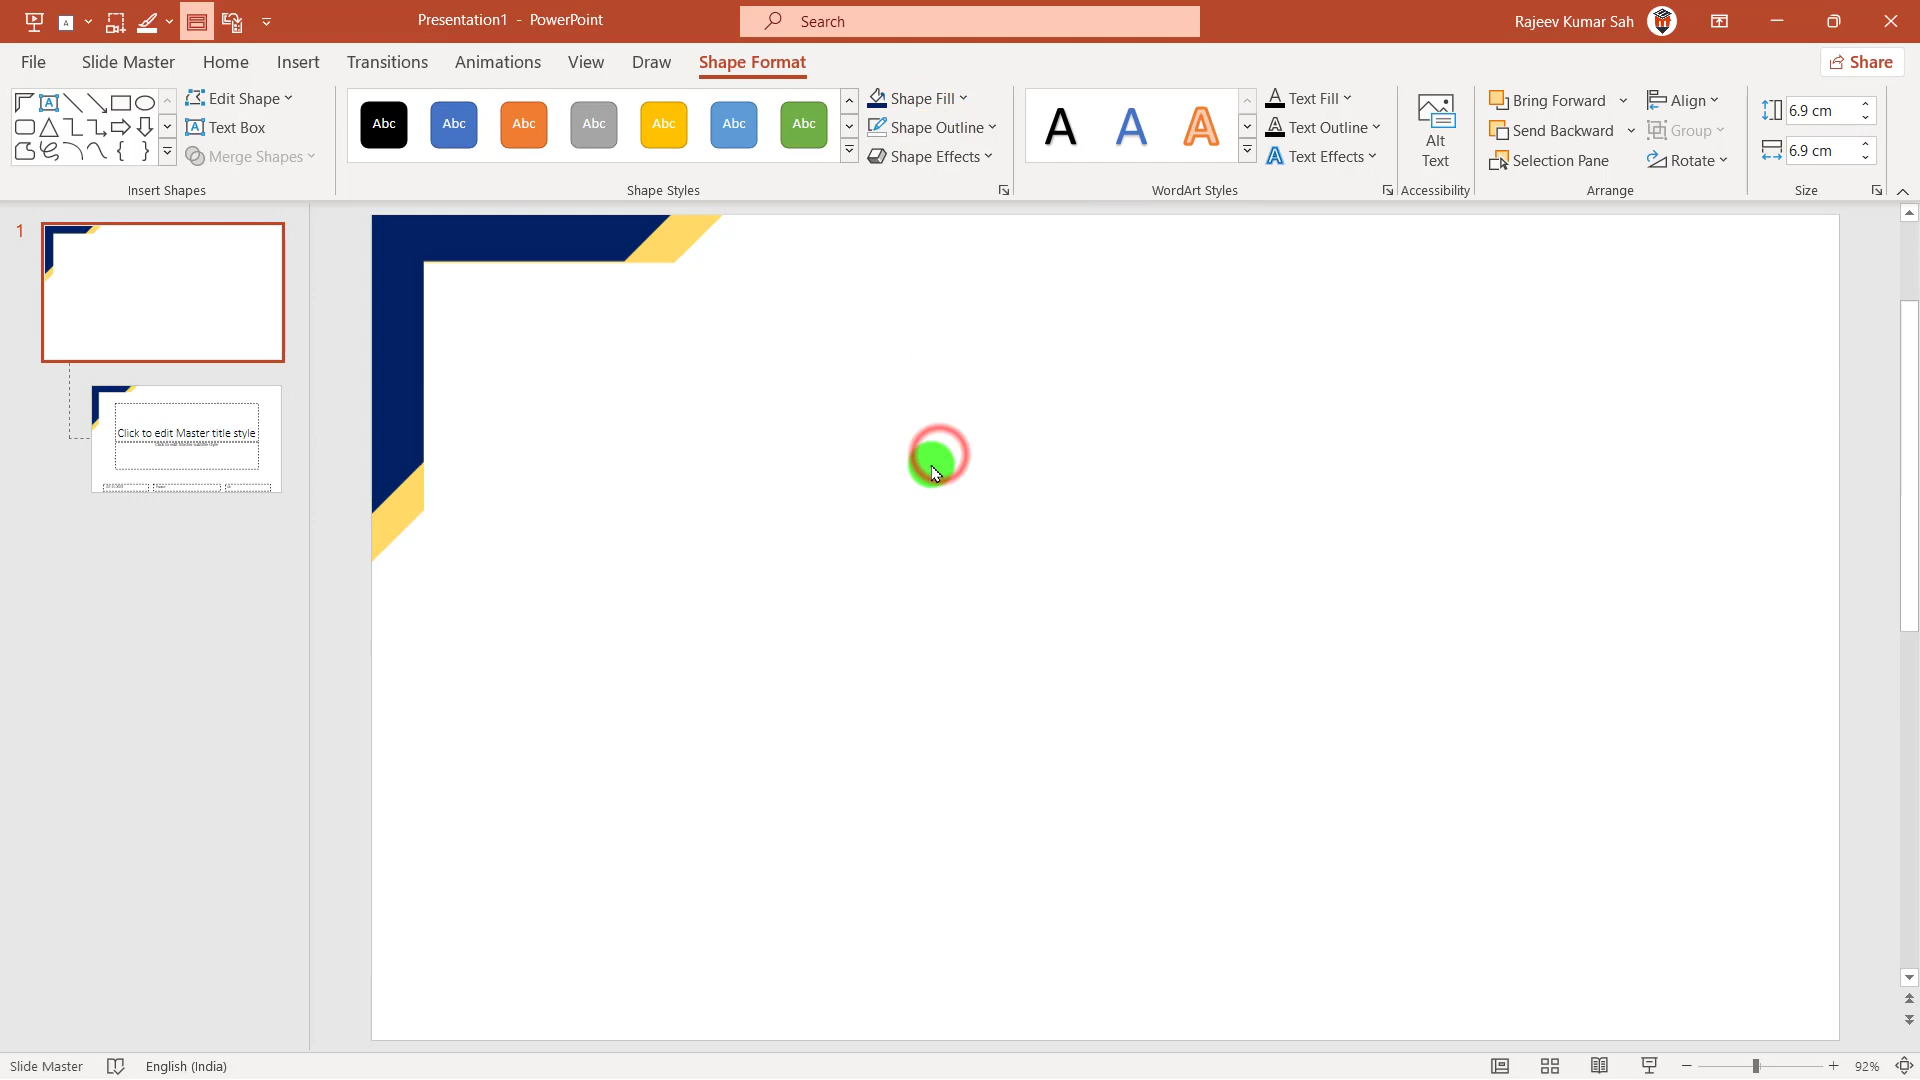 Presentation1 - PowerPoint
Search
Rajeev Kumar Sah
File
Slide Master
Home
Insert
Transitions
Animations
View
Draw
Shape Format
Share
Edit Shape
Text Box
Merge Shapes
Insert Shapes
Abc
Abc
Abc
Abc
Abc
Abc
Abc
Shape Styles
Shape Fill
Shape Outline
Shape Effects
A
A
A
WordArt Styles
Text Fill
Text Outline
Text Effects
Alt
Text
Accessibility
Bring Forward
Send Backward
Selection Pane
Align
Group
Rotate
Arrange
6.9 cm
6.9 cm
Size
1
Click to edit Master title style
Slide Master
English (India)
92%